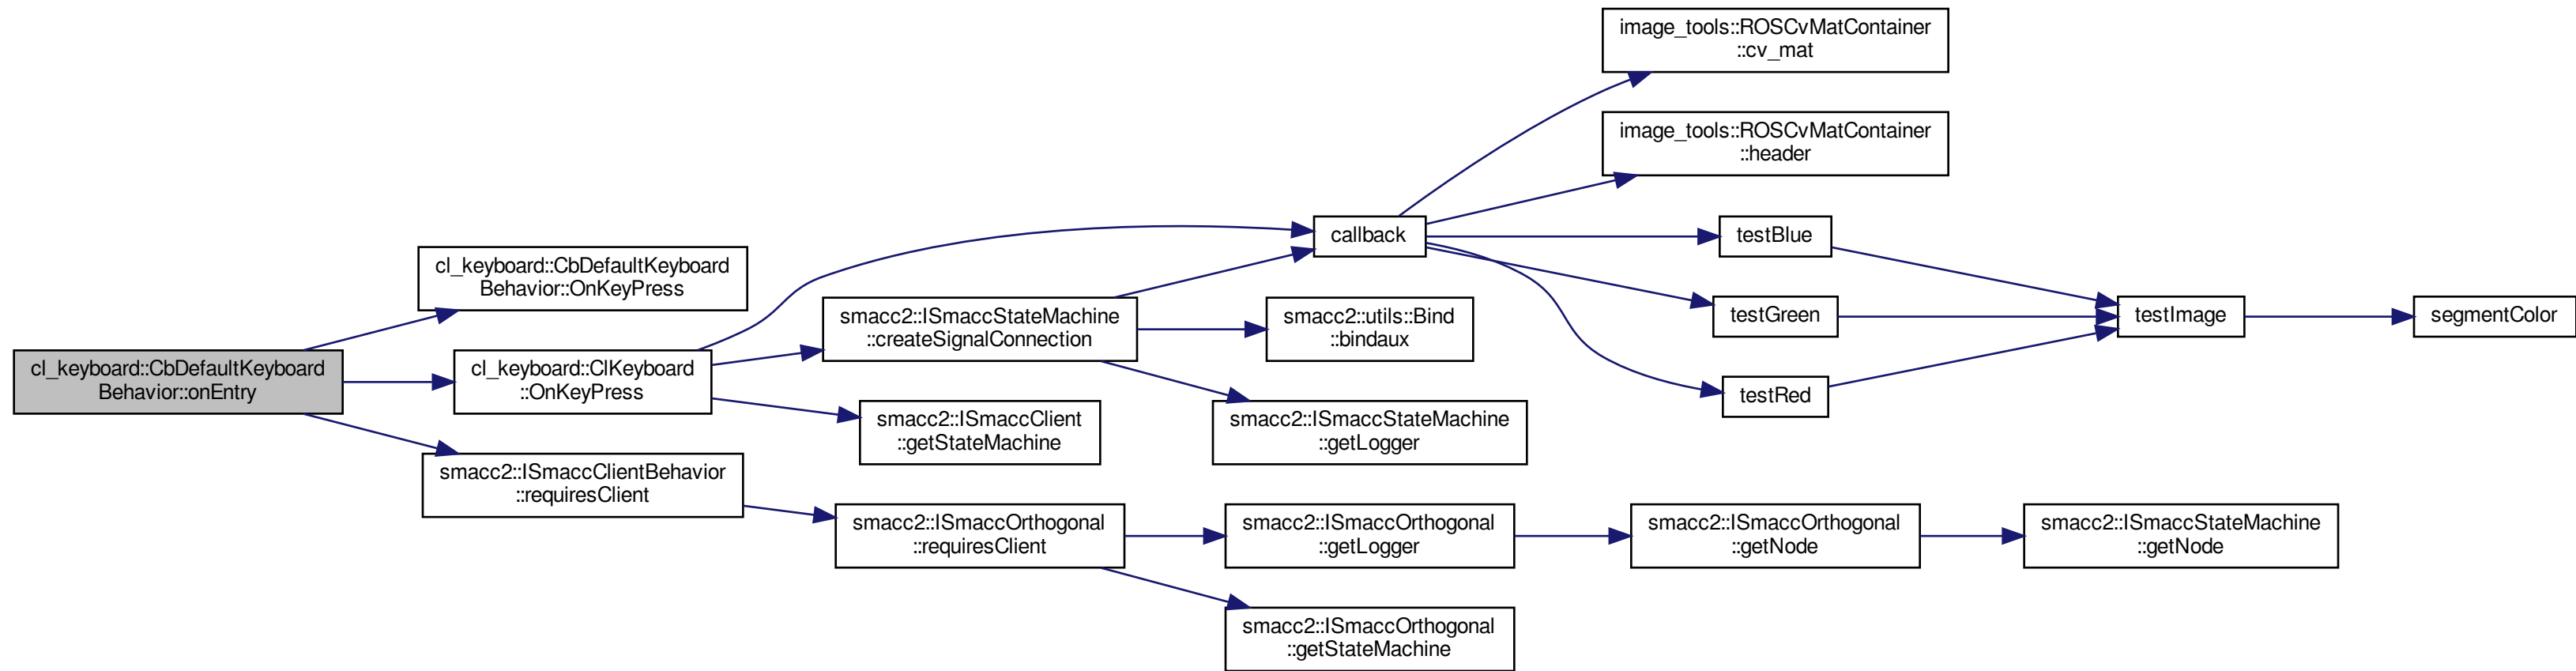 cl_keyboard::CbDefaultKeyboard
Behavior::onEntry
cl_keyboard::CbDefaultKeyboard
Behavior::OnKeyPress
cl_keyboard::ClKeyboard
::OnKeyPress
smacc2::ISmaccClientBehavior
::requiresClient
smacc2::ISmaccStateMachine
::createSignalConnection
smacc2::ISmaccClient
::getStateMachine
smacc2::ISmaccOrthogonal
::requiresClient
callback
smacc2::utils::Bind
::bindaux
smacc2::ISmaccStateMachine
::getLogger
smacc2::ISmaccOrthogonal
::getLogger
smacc2::ISmaccOrthogonal
::getStateMachine
image_tools::ROSCvMatContainer
::cv_mat
image_tools::ROSCvMatContainer
::header
testBlue
testGreen
testRed
smacc2::ISmaccOrthogonal
::getNode
testImage
smacc2::ISmaccStateMachine
::getNode
segmentColor